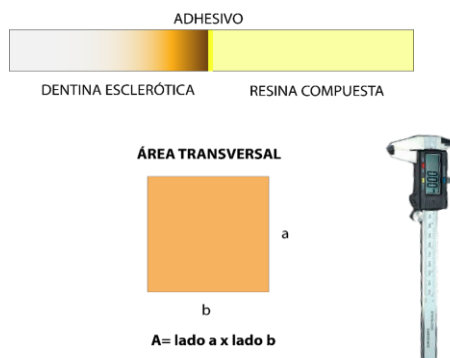 ADHESIVO
DENTINA ESCLERÓTICA
RESINA COMPUESTA
ÁREA TRANSVERSAL
a
b
A= lado a x lado b